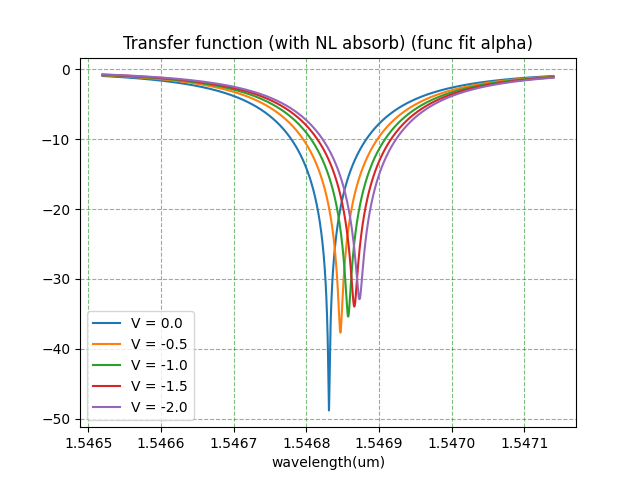 Transfer function (with NL absorb) (func fit alpha)
0
−10
−20
−30
−40
−50
V = 0.0
V = -0.5
V = -1.0
V = -1.5
V = -2.0
1.5465 1.5466 1.5467 1.5468 1.5469 1.5470 1.5471
wavelength(um)